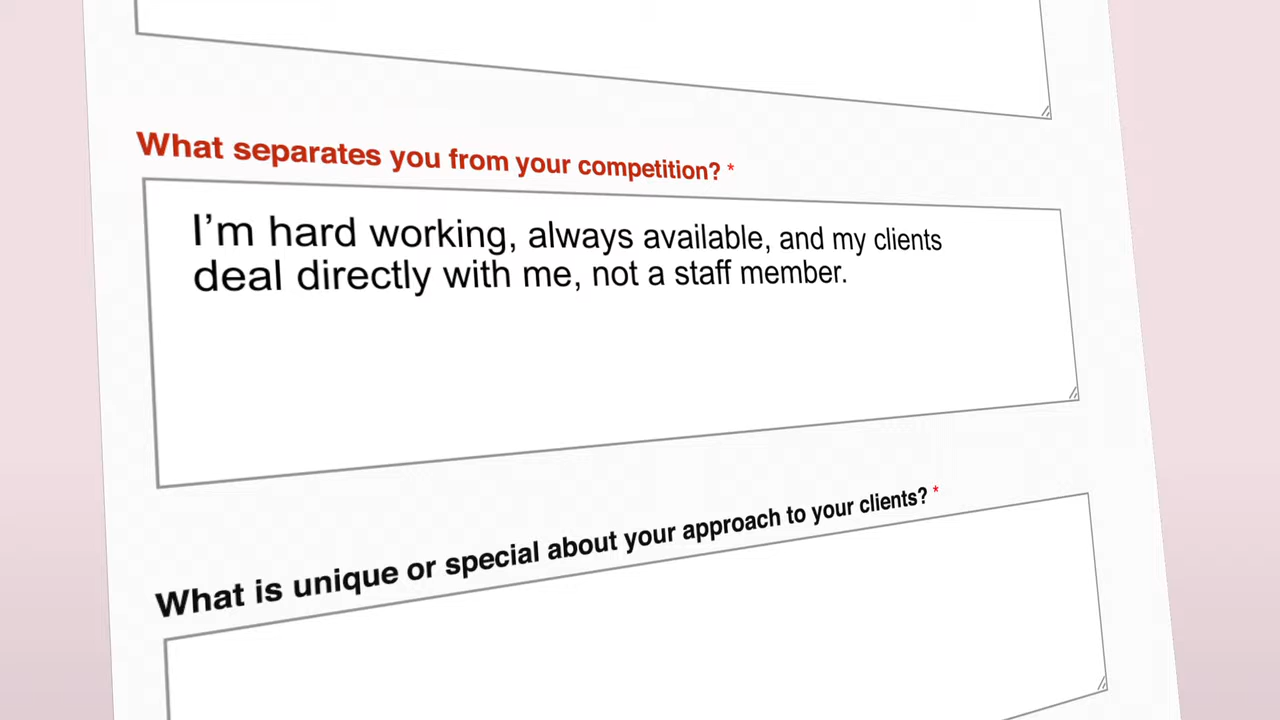 What separates you from your competition? *
I’m hard working, always available, and my clients
deal directly with me, not a staff member.
What is unique or special about your approach to your clients? *